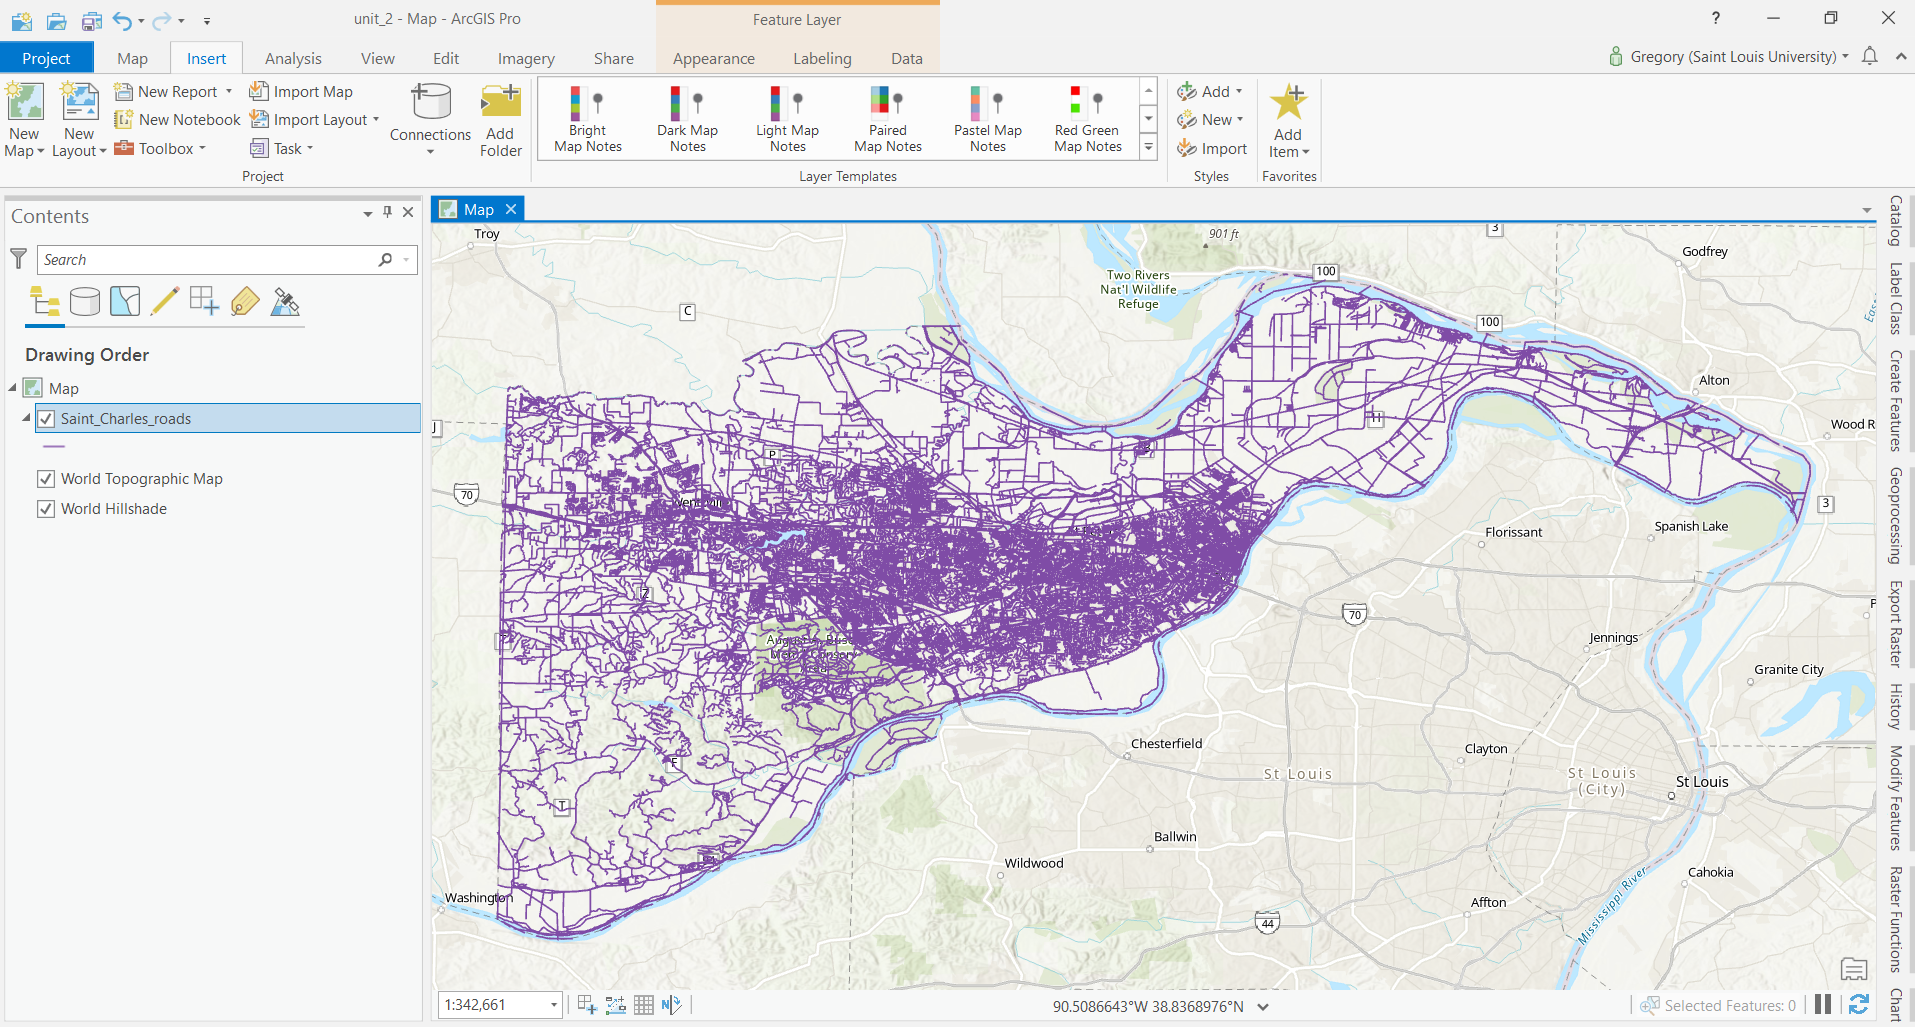 unit_2 - Map - ArcGIS Pro
Feature Layer
?
Project
Map
Insert
Analysis
View
Edit
Imagery
Share
Appearance
Labeling
Data
Gregory (Saint Louis University)
New Map
New Layout
New Report
New Notebook
Toolbox
Import Map
Import Layout
Task
Connections
Add Folder
Project
Bright
Map Notes
Dark Map
Notes
Light Map
Notes
Paired
Map Notes
Pastel Map
Notes
Red Green
Map Notes
Layer Templates
Add
New
Import
Styles
Add
Item
Favorites
Contents
Search
Drawing Order
Map
Saint_Charles_roads
World Topographic Map
World Hillshade
Map
Troy
901 ft
3
Godfrey
Two Rivers
Nat'l Wildlife
Refuge
100
C
100
Alton
J
H
Wood R
P
70
3
Spanish Lake
Florissant
Z
70
Jennings
Granite City
Chesterfield
Clayton
F
St Louis
St Louis
(City)
St Louis
T
Ballwin
Wildwood
Cahokia
Washington
Affton
44
Mississippi River
Catalog
Label Class
Create Features
Geoprocessing
Export Raster
History
Modify Features
Raster Functions
Chart
1:342,661
90.5086643°W 38.8368976°N
Selected Features: 0